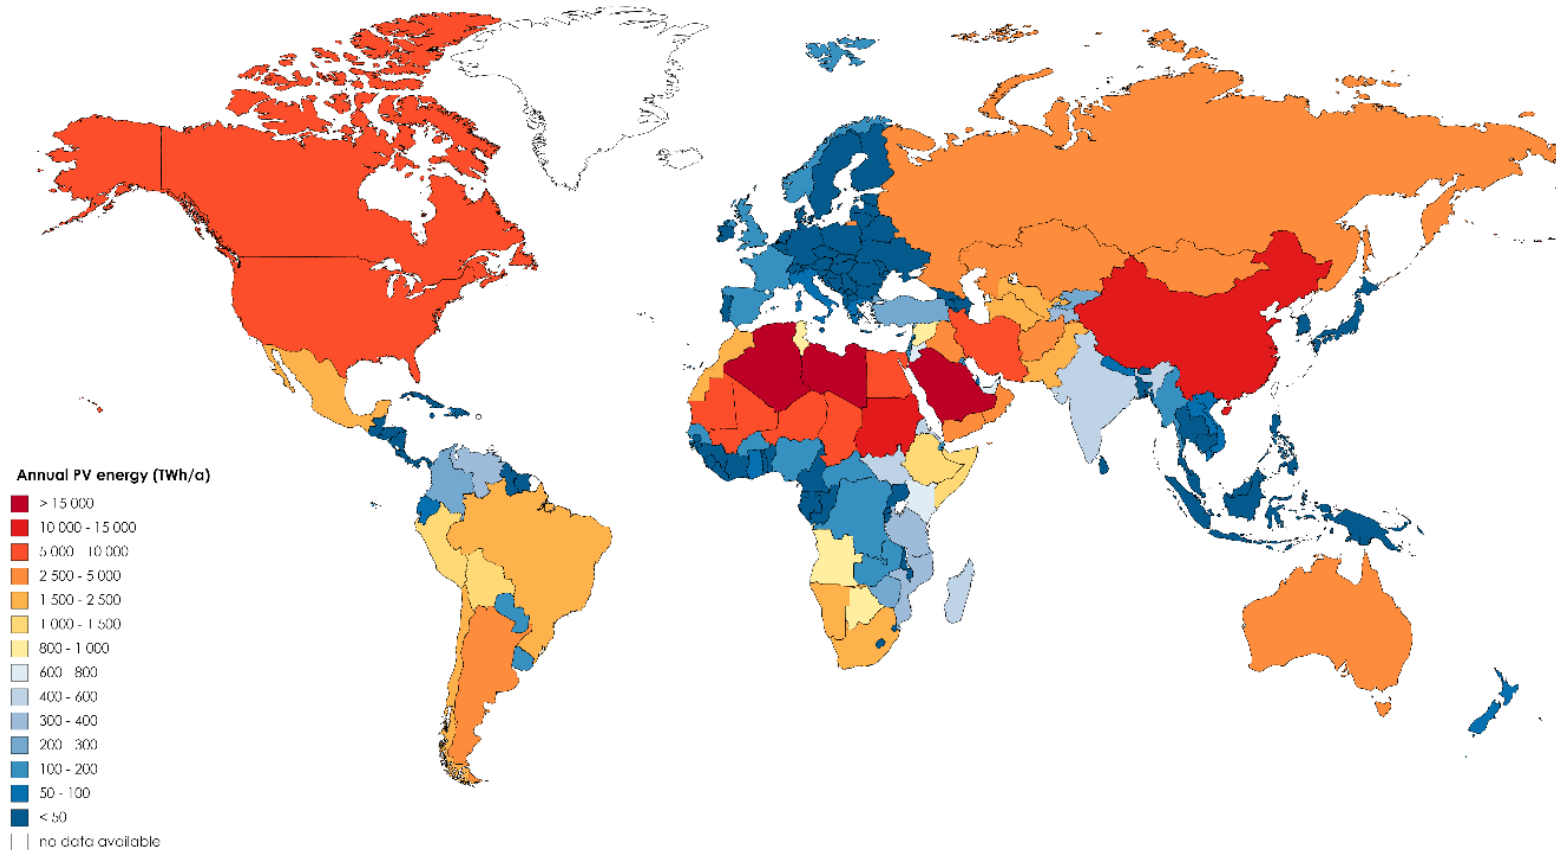 Annual PV energy (TWh/a)
> 15 000
10 000 - 15 000
5 000 - 10 000
2 500 - 5 000
1 500 - 2 500
1 000 - 1 500
800 - 1 000
600 - 800
400 - 600
300 - 400
200 - 300
100 - 200
50 - 100
< 50
no data available